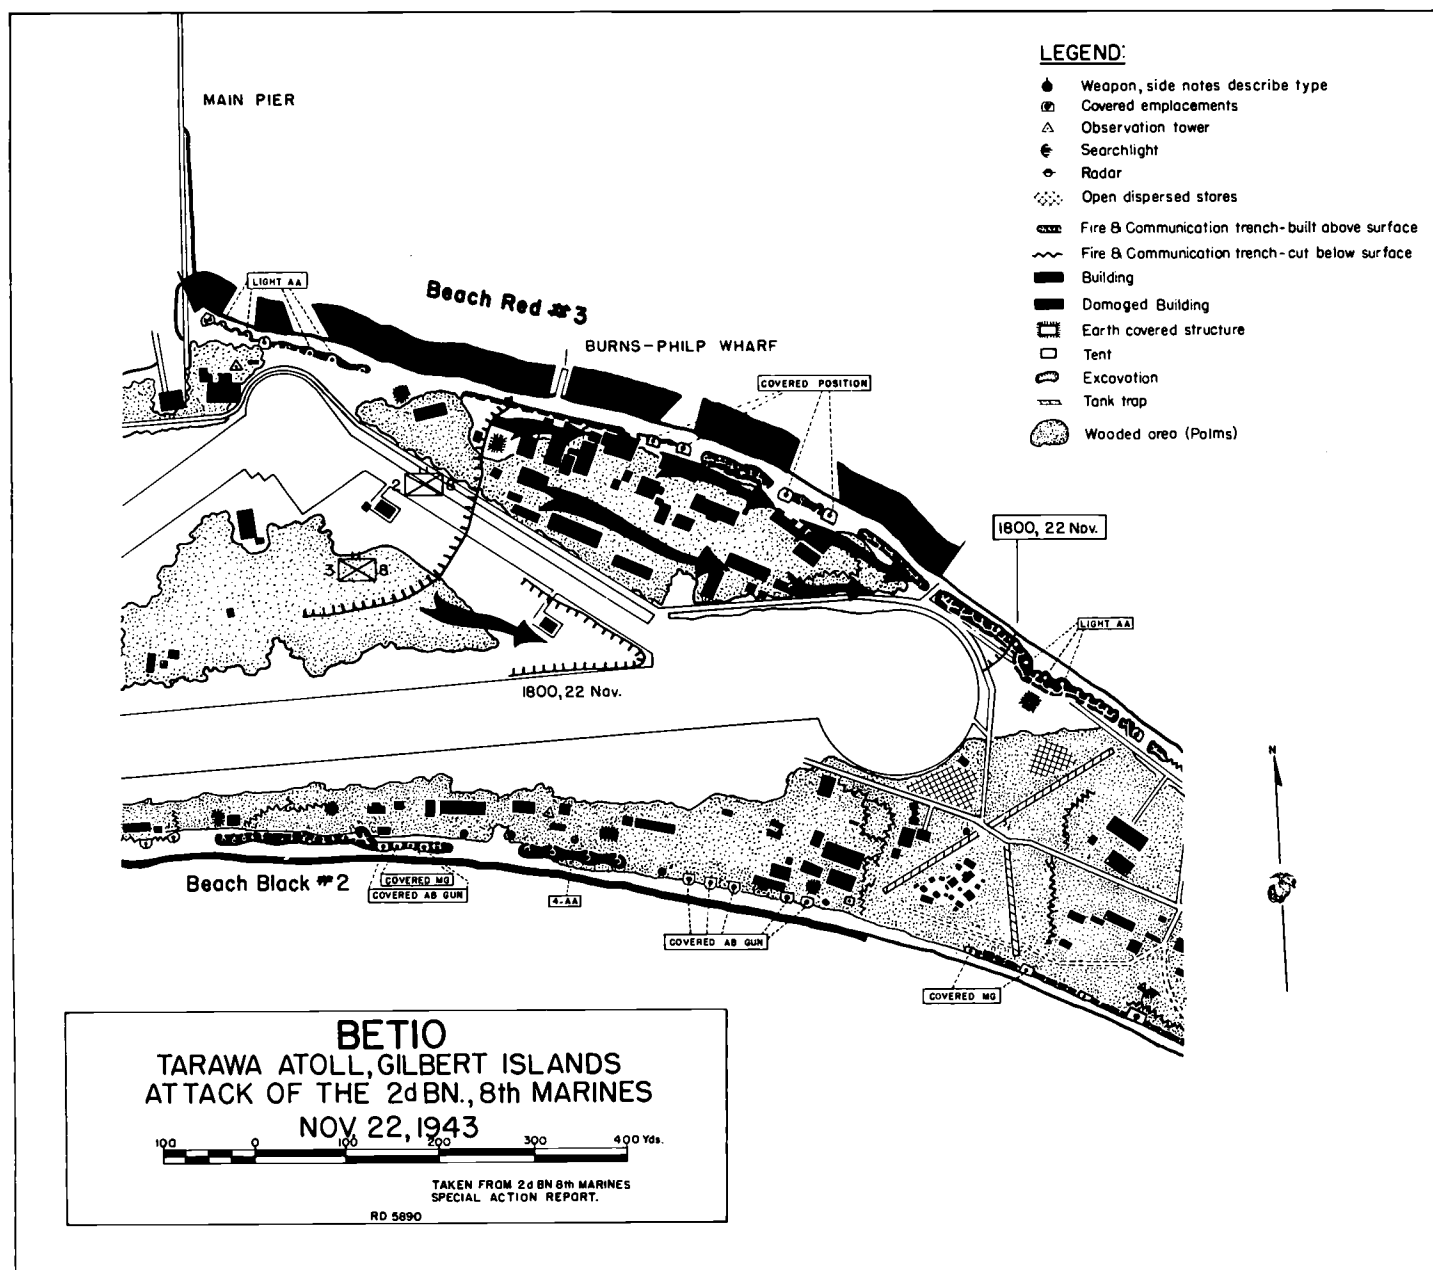 LEGEND:
Weapon, side notes describe type
Covered emplacements
Observation tower
Searchlight
Radar
Open dispersed stores
Fire & Communication trench-built above surface
Fire & Communication trench-cut below surface
Building
Damaged Building
Earth covered structure
Tent
Excavation
Tank trap
Wooded area (Palms)
MAIN PIER
LIGHT AA
Beach Red #3
BURNS-PHILP WHARF
COVERED POSITION
2 8
1800, 22 Nov.
3 8
LIGHT AA
1800, 22 Nov.
N
Beach Black #2
COVERED MG
COVERED AB GUN
4-AA
COVERED AB GUN
COVERED MG
BETIO
TARAWA ATOLL, GILBERT ISLANDS
ATTACK OF THE 2d BN., 8th MARINES
NOV. 22, 1943
100 0 100 200 300 400 Yds.
TAKEN FROM 2d BN 8th MARINES
SPECIAL ACTION REPORT.
RD 5890